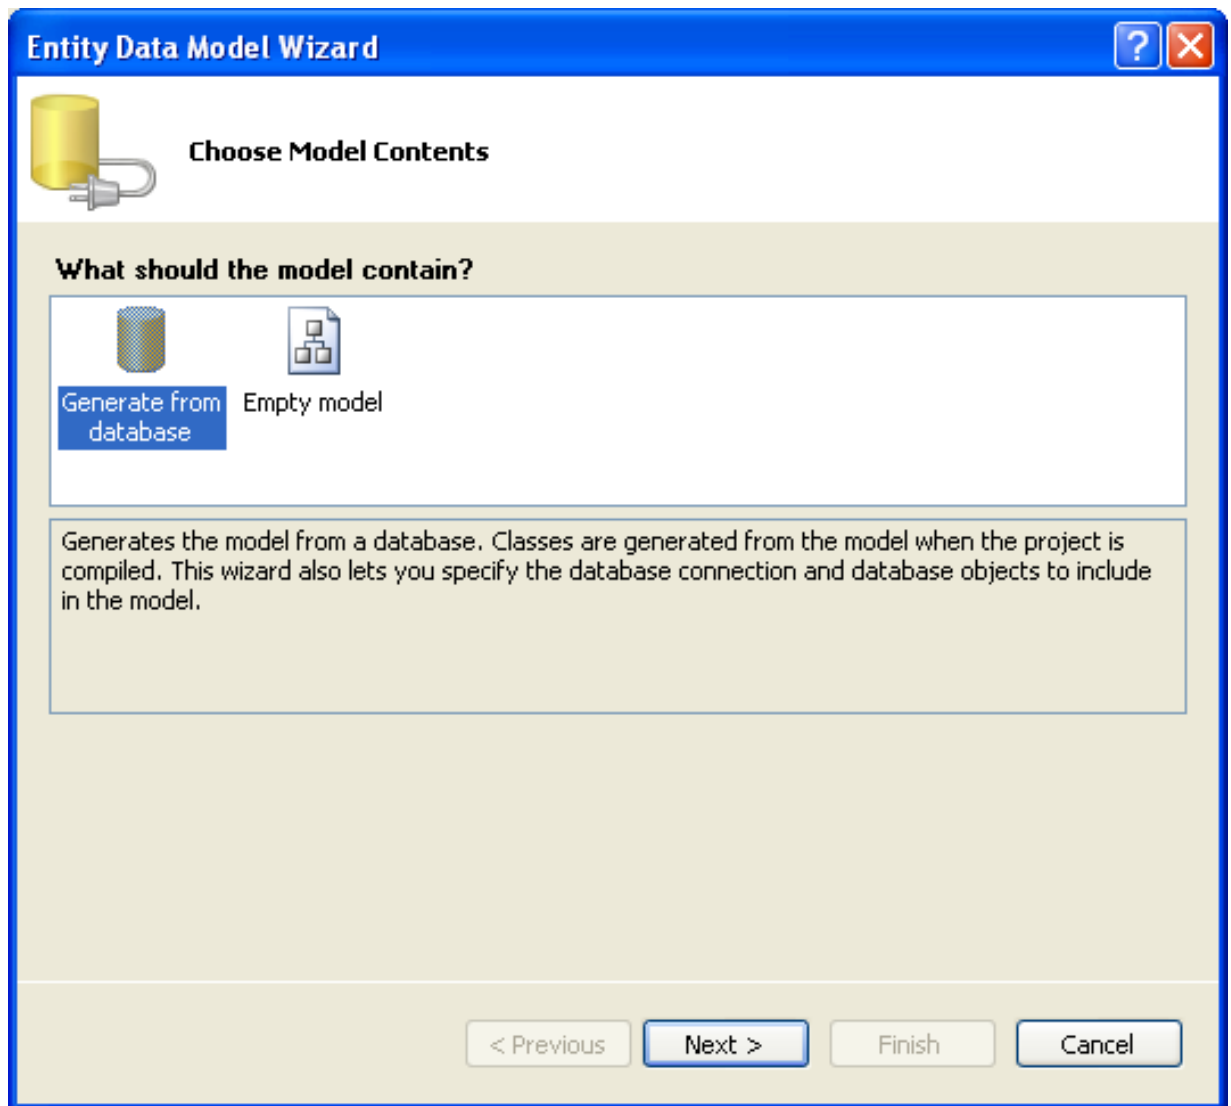 Entity Data Model Wizard
Choose Model Contents
What should the model contain?
Generate from
database
Empty model
Generates the model from a database. Classes are generated from the model when the project is
compiled. This wizard also lets you specify the database connection and database objects to include
in the model.
< Previous
Next >
Finish
Cancel